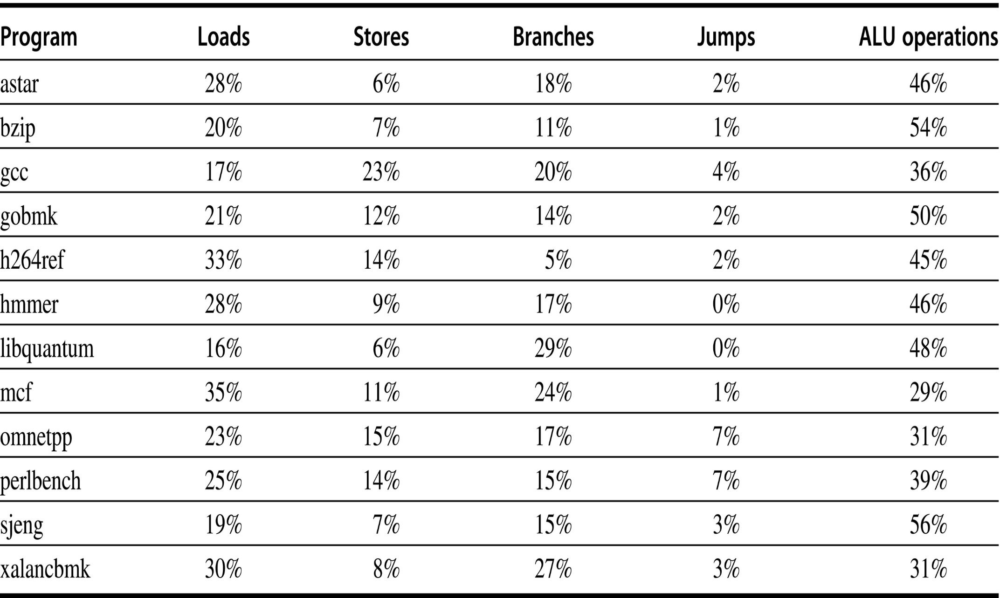 Program Loads Stores Branches Jumps ALU operations
astar 28% 6% 18% 2% 46%
bzip 20% 7% 11% 1% 54%
gcc 17% 23% 20% 4% 36%
gobmk 21% 12% 14% 2% 50%
h264ref 33% 14% 5% 2% 45%
hmmer 28% 9% 17% 0% 46%
libquantum 16% 6% 29% 0% 48%
mcf 35% 11% 24% 1% 29%
omnetpp 23% 15% 17% 7% 31%
perlbench 25% 14% 15% 7% 39%
sjeng 19% 7% 15% 3% 56%
xalancbmk 30% 8% 27% 3% 31%